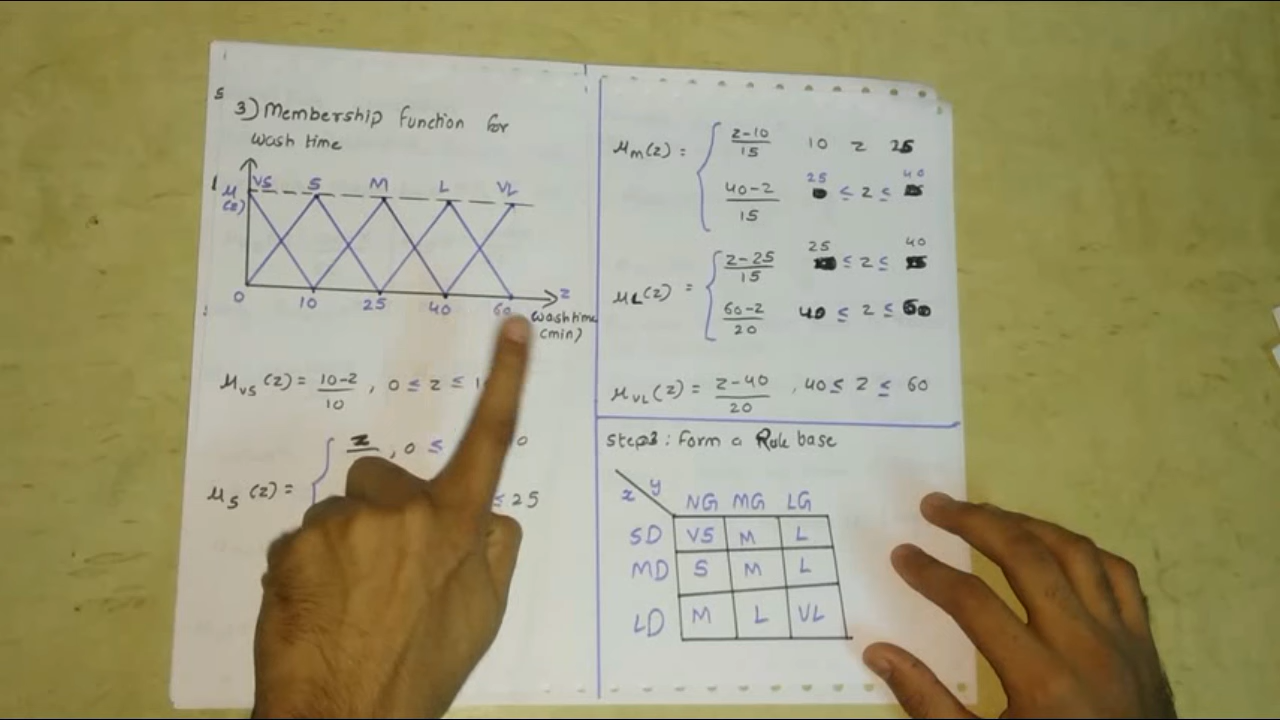 3) Membership Function for
wash time
1 μ(z) VS S M L VL
0 10 25 40 60 z
wash time
(min)
μVS (z) = 10-z / 10 , 0 ≤ z ≤
μS (z) = { z , 0 ≤
≤ 25
μM(z) = { z-10 / 15 10 z 25
40-z / 15 25 ≤ z ≤ 40
μL(z) = { z-25 / 15 25 ≤ z ≤ 40
60-z / 20 40 ≤ z ≤ 60
μVL(z) = z-40 / 20 , 40 ≤ z ≤ 60
Step3: Form a Rule base
x y NG MG LG
SD VS M L
MD S M L
LD M L VL